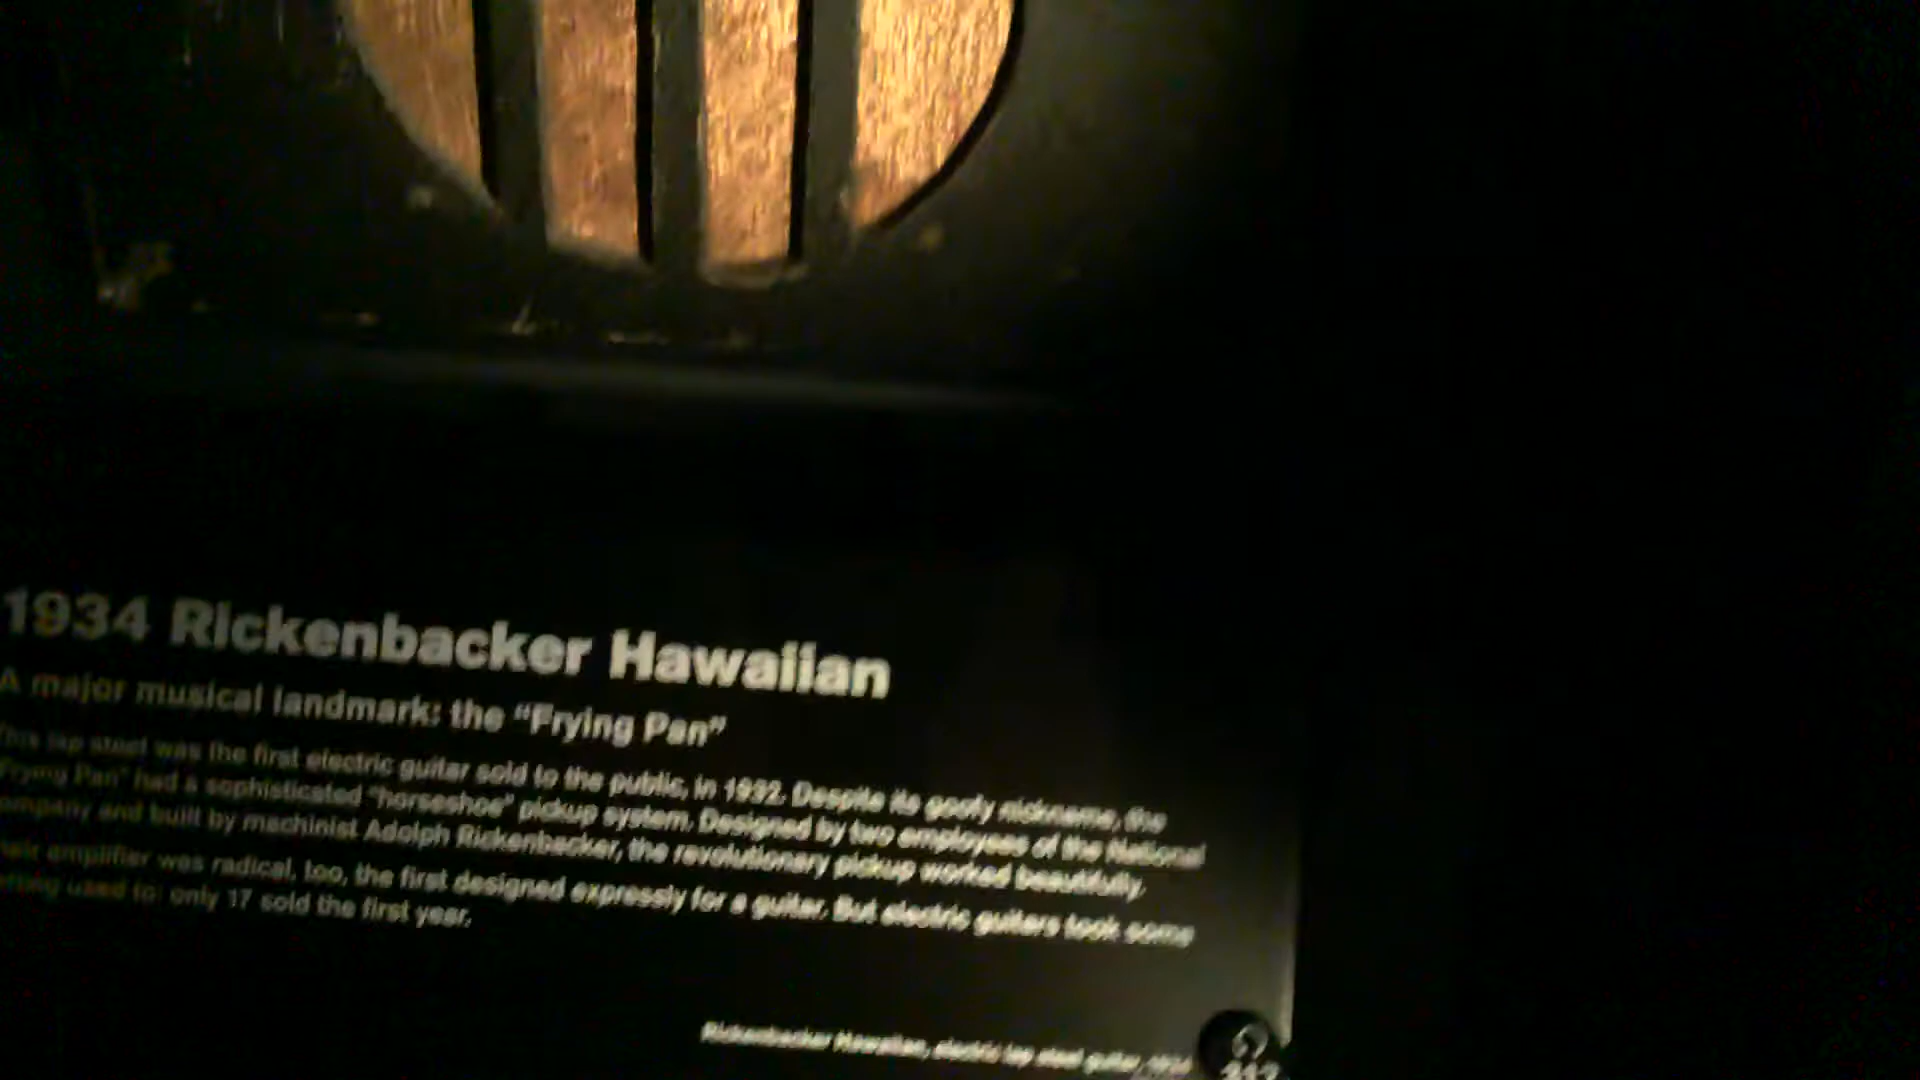 1934 Rickenbacker Hawaiian
A major musical landmark: the “Frying Pan”
This lap steel was the first electric guitar sold to the public, in 1932. Despite its goofy nickname, the
Frying Pan” had a sophisticated “horseshoe” pickup system. Designed by two employees of the National
ompany and built by machinist Adolph Rickenbacker, the revolutionary pickup worked beautifully.
amplifier was radical, too, the first designed expressly for a guitar. But electric guitars took some
etting used to: only 17 sold the first year.
Rickenbacker Hawaiian, electric lap steel guitar, 1934